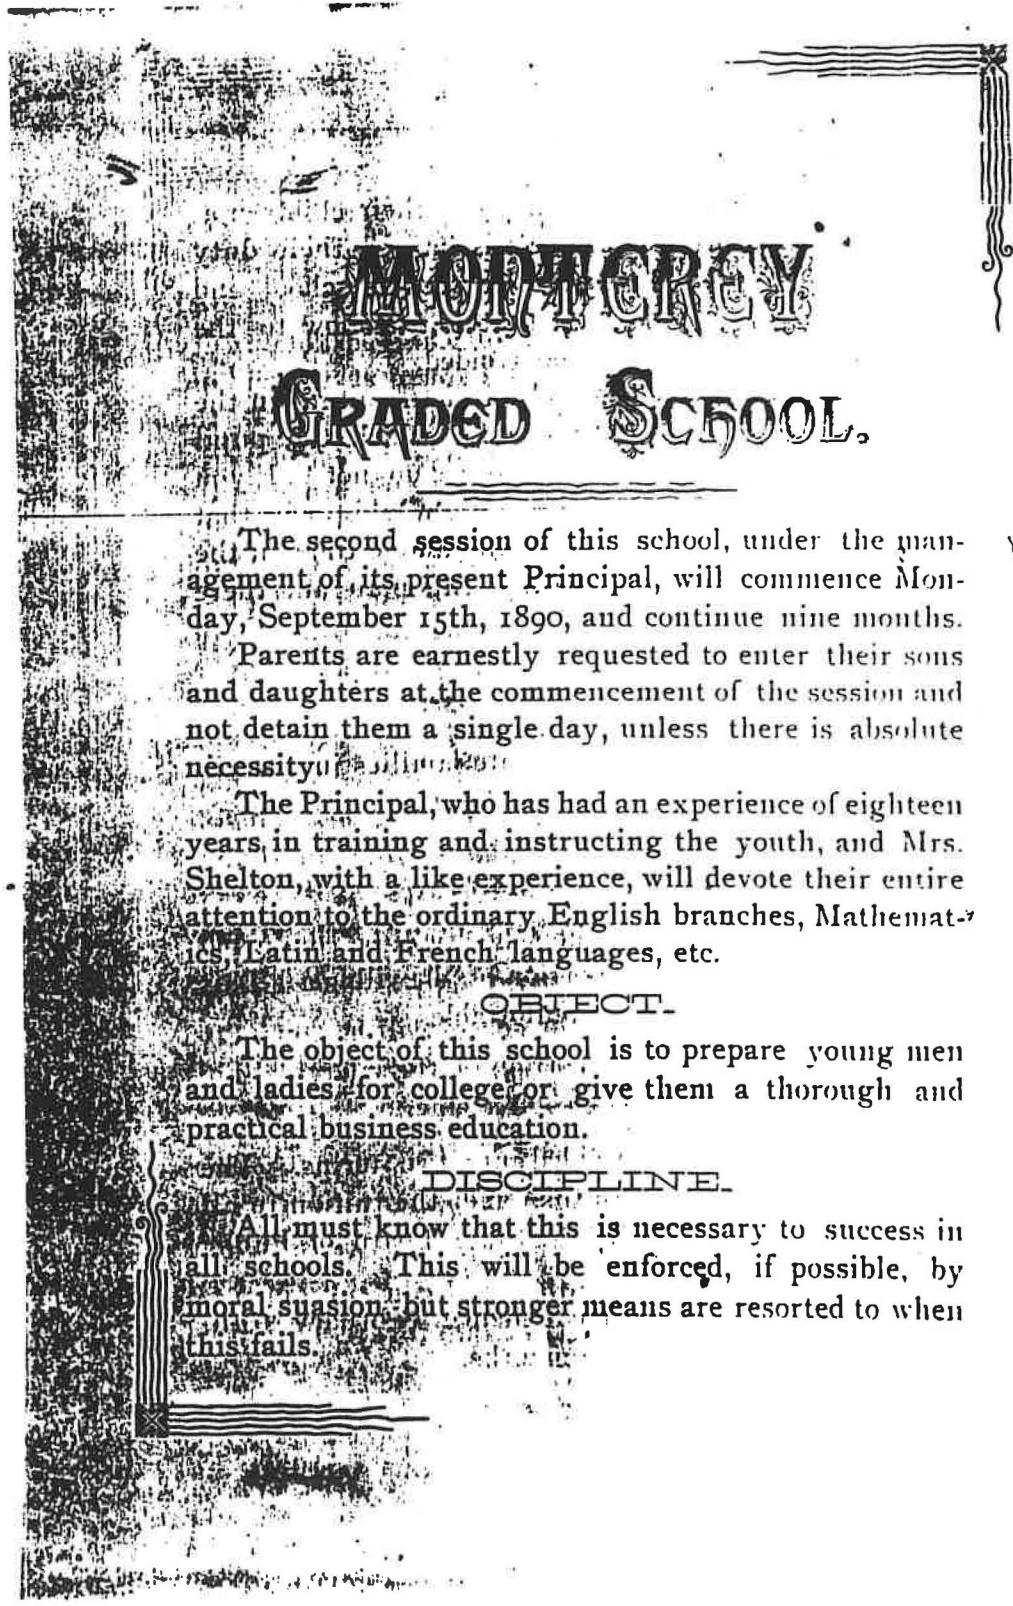 MONTEREY
GRADED SCHOOL.
The second session of this school, under the man-
agement of its present Principal, will commence Mon-
day, September 15th, 1890, and continue nine months.
Parents are earnestly requested to enter their sons
and daughters at the commencement of the session and
not detain them a single day, unless there is absolute
necessity
The Principal, who has had an experience of eighteen
years in training and instructing the youth, and Mrs.
Shelton, with a like experience, will devote their entire
attention to the ordinary English branches, Mathemat-
ics, Latin and French languages, etc.
OBJECT.
The object of this school is to prepare young men
and ladies for college or give them a thorough and
practical business education.
DISCIPLINE.
All must know that this is necessary to success in
all schools. This will be enforced, if possible, by
moral suasion, but stronger means are resorted to when
this fails.